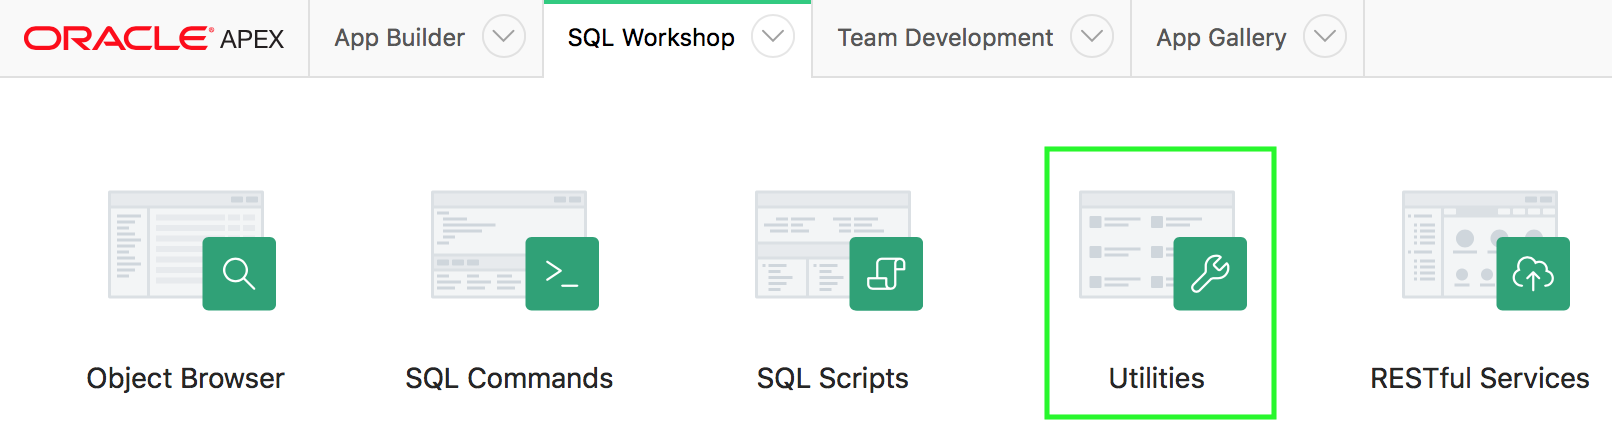 ORACLE® APEX App Builder SQL Workshop Team Development App Gallery
>_
Object Browser SQL Commands SQL Scripts Utilities RESTful Services